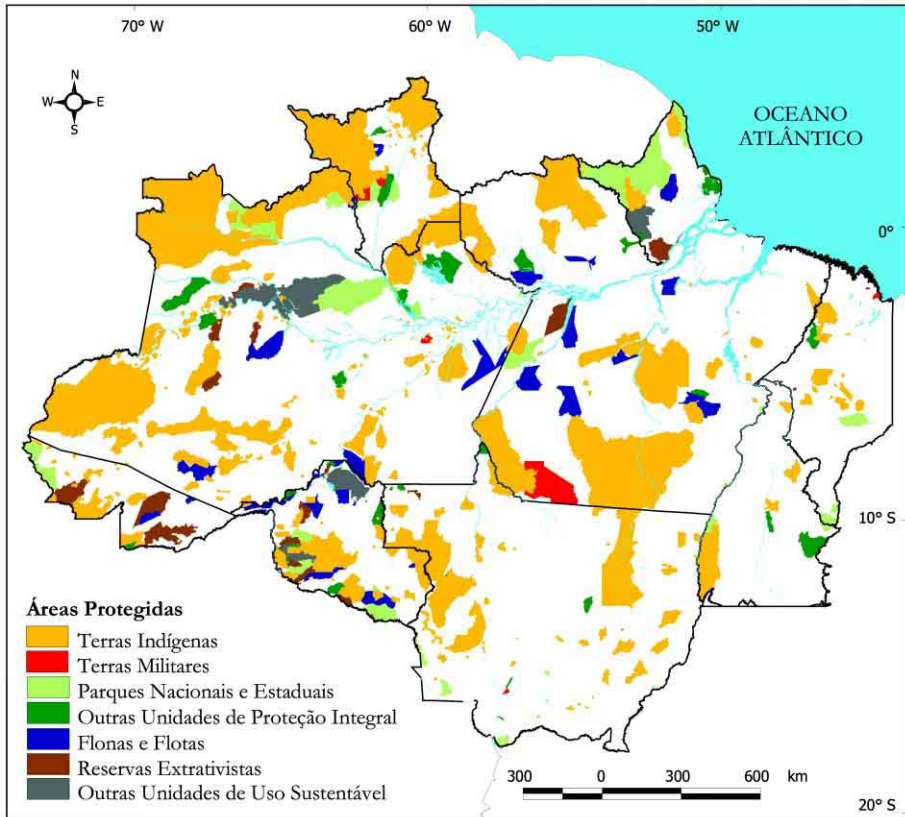 70° W
60° W
50° W
N
W
E
S
OCEANO
ATLÂNTICO
0°
10° S
Áreas Protegidas
Terras Indígenas
Terras Militares
Parques Nacionais e Estaduais
Outras Unidades de Proteção Integral
Flonas e Flotas
Reservas Extrativistas
Outras Unidades de Uso Sustentável
300 0 300 600 km
20° S